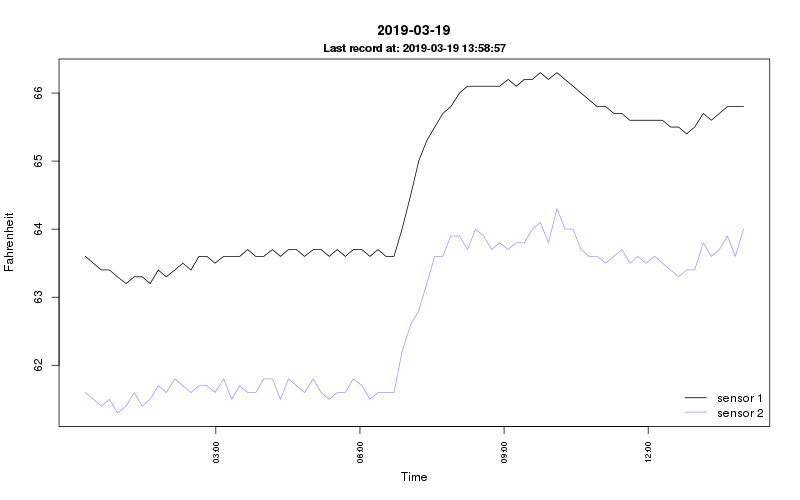 2019-03-19
Last record at: 2019-03-19 13:58:57
Fahrenheit
66
65
64
63
62
sensor 1
sensor 2
03:00
06:00
09:00
12:00
Time